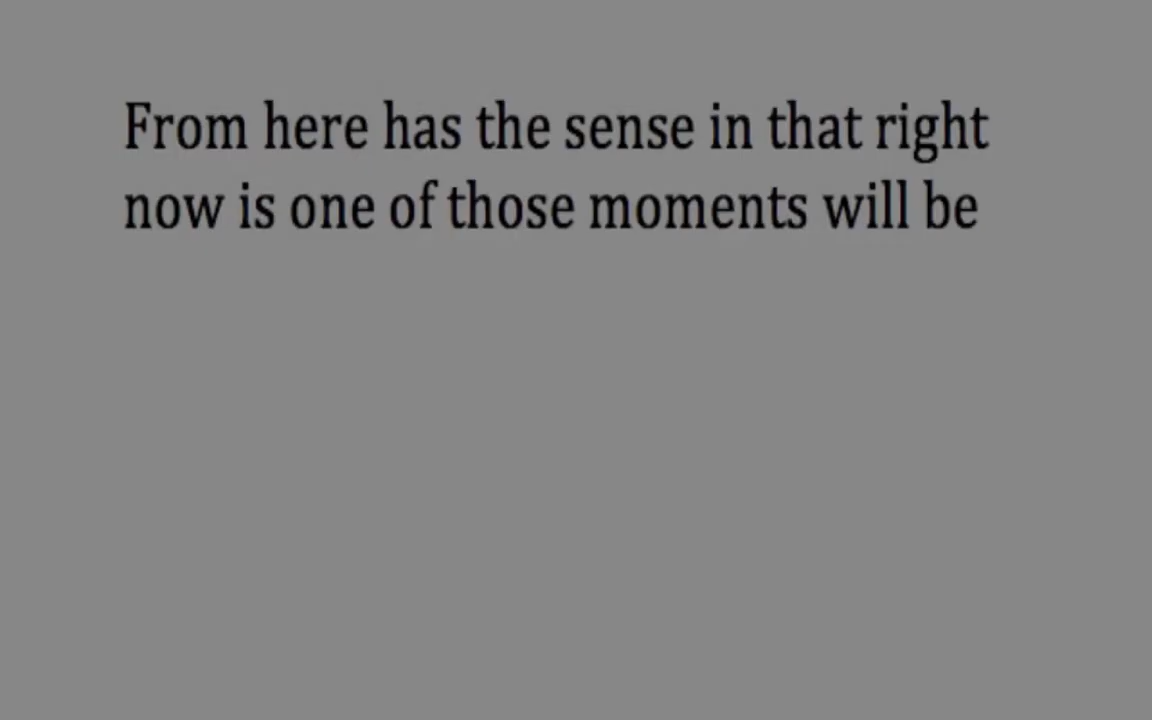 From here has the sense in that right
now is one of those moments will be